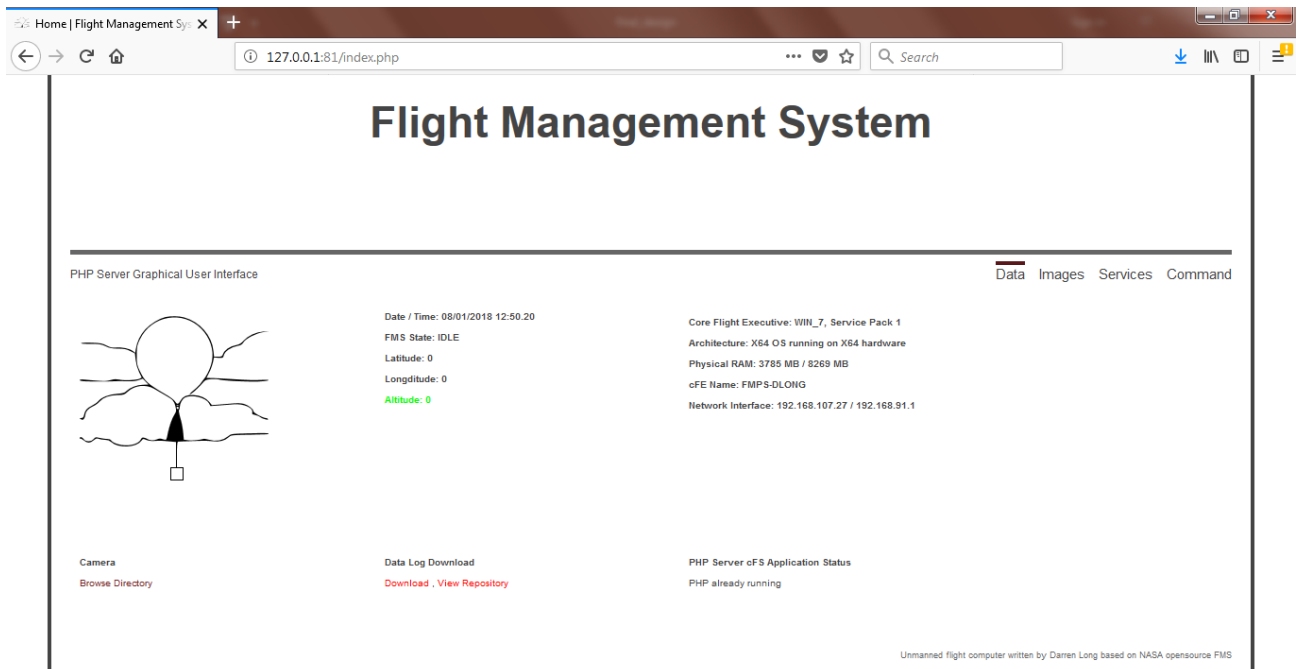 Home | Flight Management Sys
127.0.0.1:81/index.php
Search
Flight Management System
PHP Server Graphical User Interface
Data Images Services Command
Date / Time: 08/01/2018 12:50.20
FMS State: IDLE
Latitude: 0
Longditude: 0
Altitude: 0
Core Flight Executive: WIN_7, Service Pack 1
Architecture: X64 OS running on X64 hardware
Physical RAM: 3785 MB / 8269 MB
cFE Name: FMPS-DLONG
Network Interface: 192.168.107.27 / 192.168.91.1
Camera
Browse Directory
Data Log Download
Download , View Repository
PHP Server cFS Application Status
PHP already running
Unmanned flight computer written by Darren Long based on NASA opensource FMS